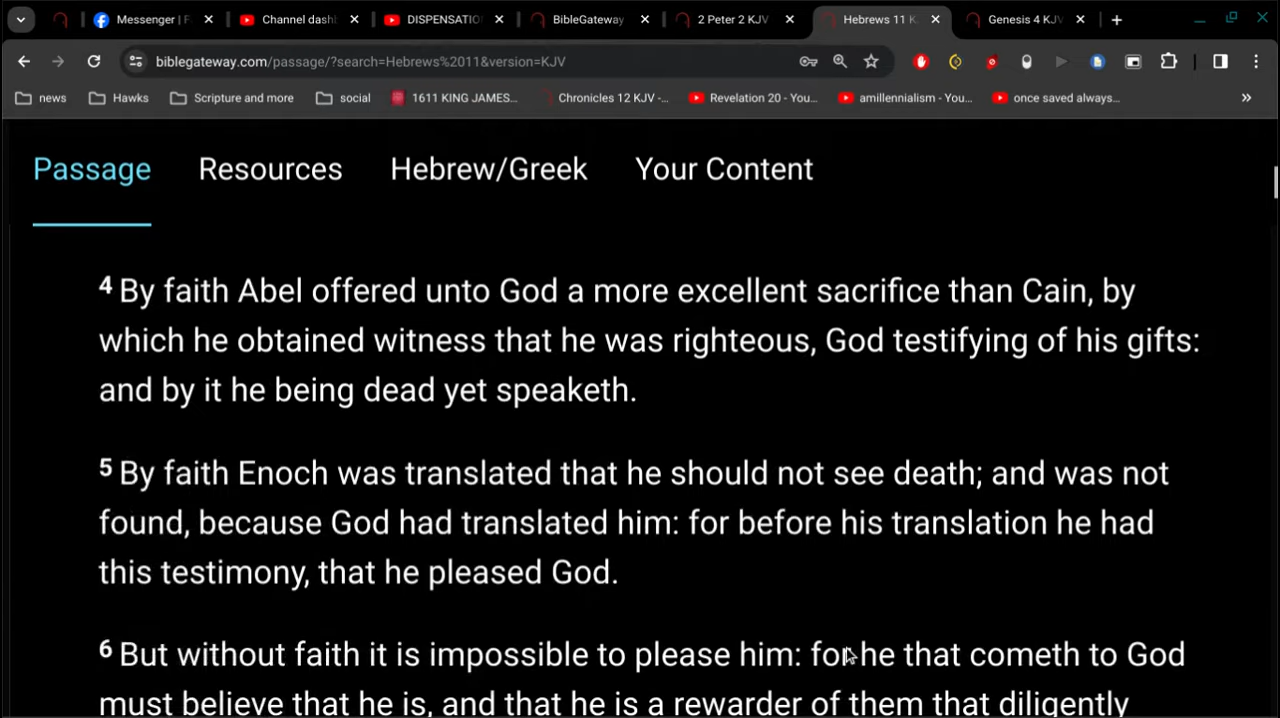 Messenger | F
Channel dashl
DISPENSATIO
BibleGateway
2 Peter 2 KJV
Hebrews 11 K
Genesis 4 KJV
biblegateway.com/passage/?search=Hebrews%2011&version=KJV
news
Hawks
Scripture and more
social
1611 KING JAMES...
Chronicles 12 KJV -...
Revelation 20 - You...
amillennialism - You...
once saved always...
Passage
Resources
Hebrew/Greek
Your Content
4 By faith Abel offered unto God a more excellent sacrifice than Cain, by
which he obtained witness that he was righteous, God testifying of his gifts:
and by it he being dead yet speaketh.
5 By faith Enoch was translated that he should not see death; and was not
found, because God had translated him: for before his translation he had
this testimony, that he pleased God.
6 But without faith it is impossible to please him: for he that cometh to God
must believe that he is, and that he is a rewarder of them that diligently